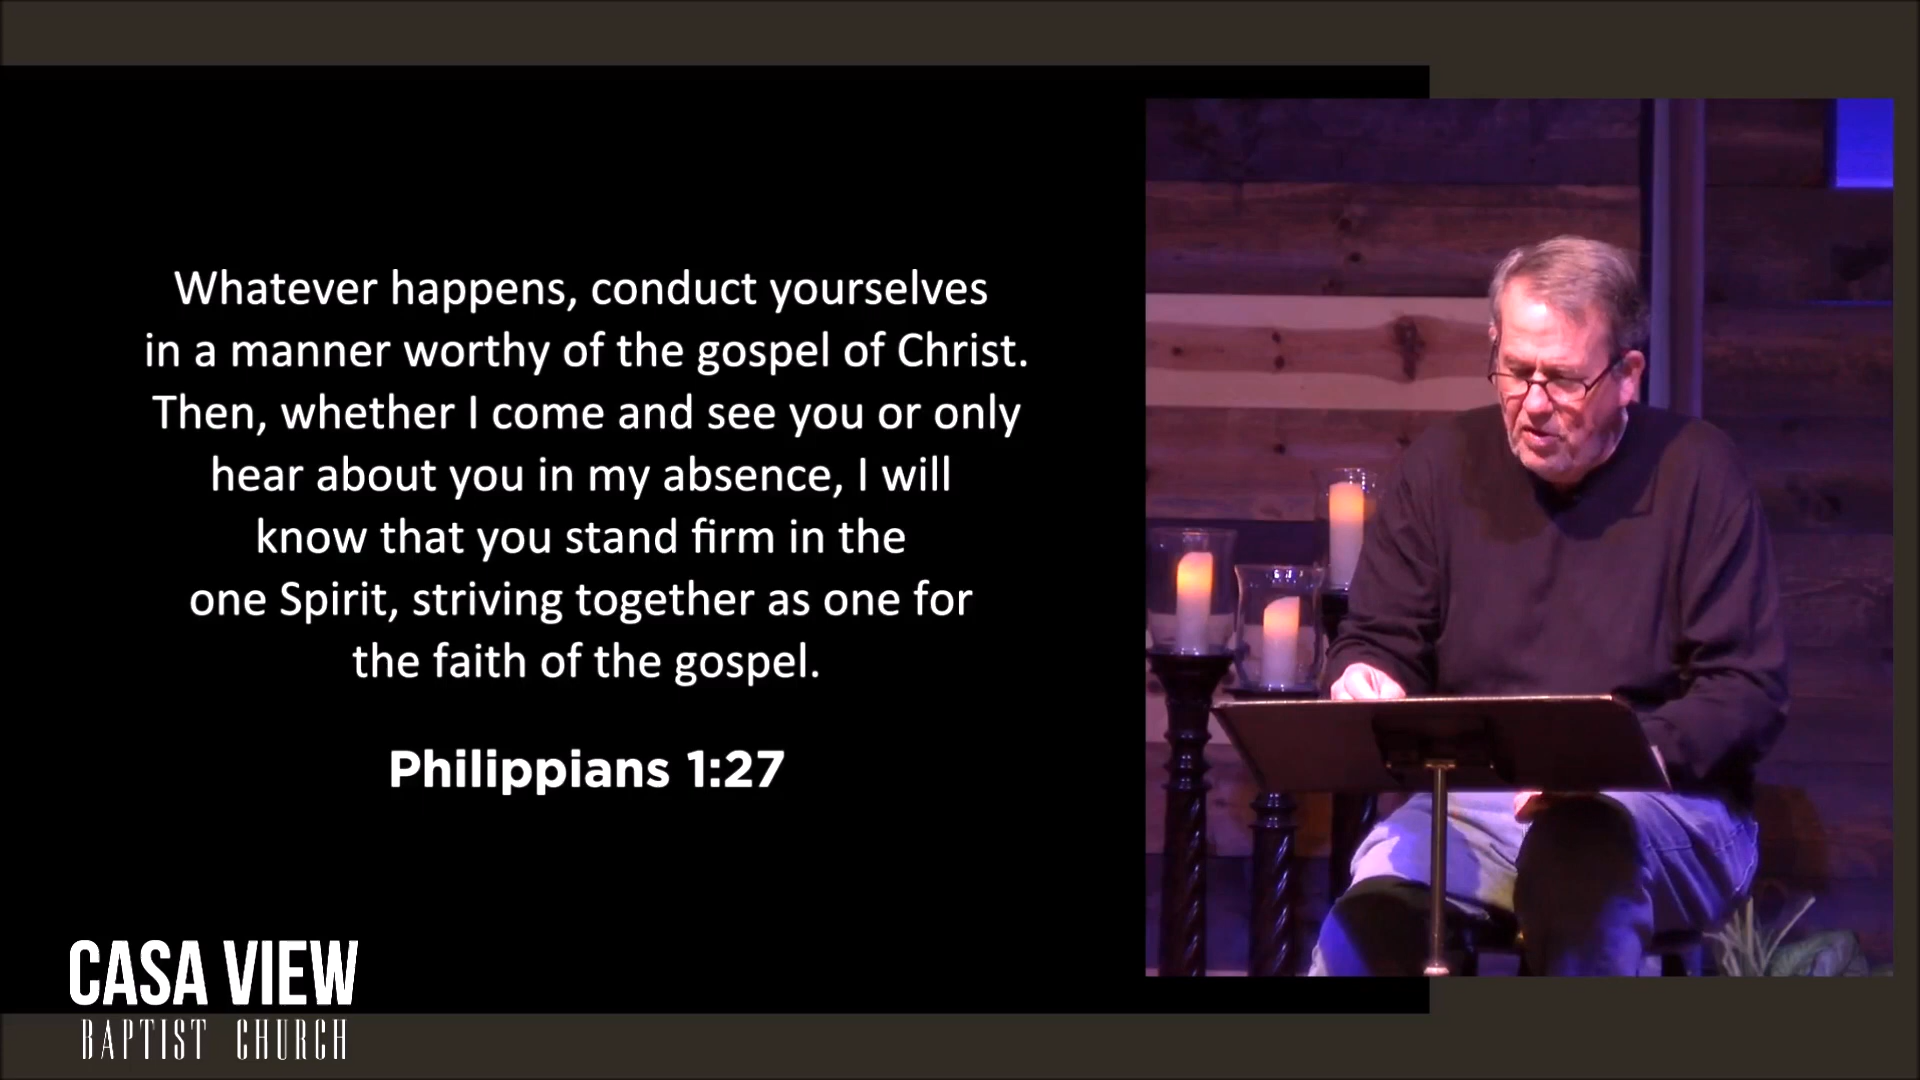 Whatever happens, conduct yourselves
in a manner worthy of the gospel of Christ.
Then, whether I come and see you or only
hear about you in my absence, I will
know that you stand firm in the
one Spirit, striving together as one for
the faith of the gospel.
Philippians 1:27
CASA VIEW
BAPTIST CHURCH